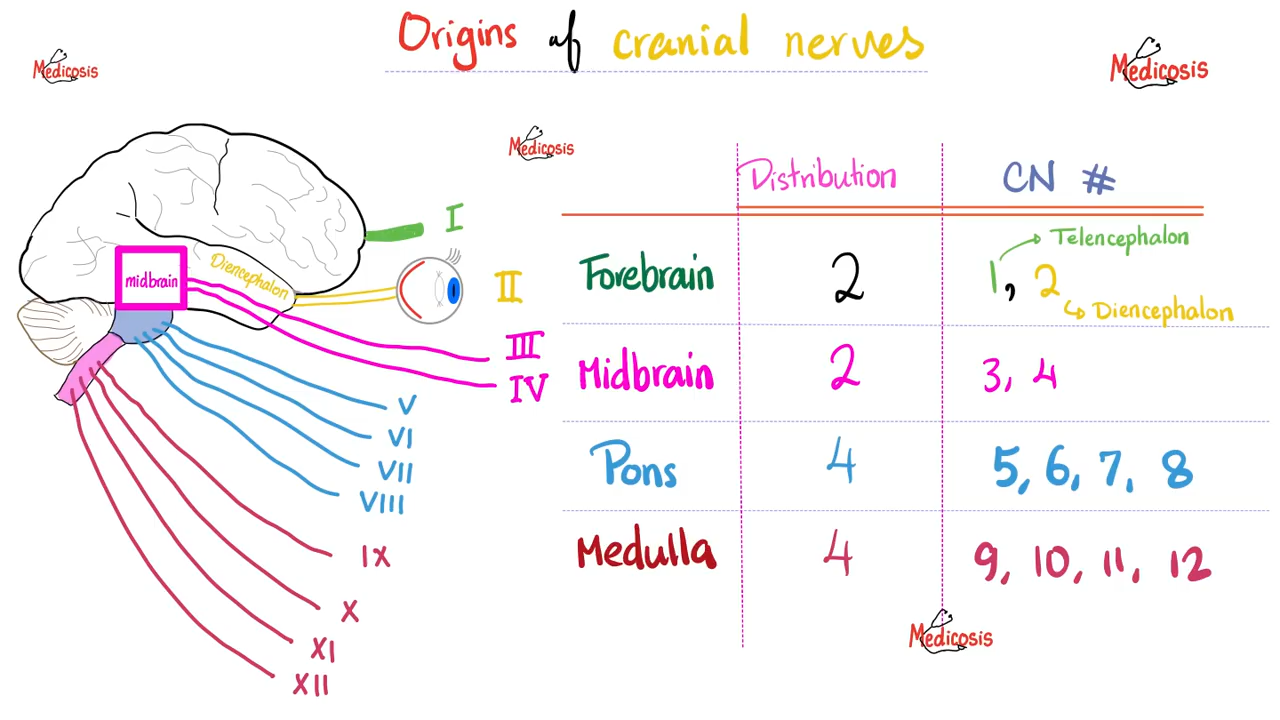 Origins of cranial nerves
Medicosis
Medicosis
Medicosis
I
Diencephalon
midbrain
II
III
IV
V
VI
VII
VIII
IX
X
XI
XII
Distribution CN #
Telencephalon
Forebrain 2 1, 2
Diencephalon
Midbrain 2 3, 4
Pons 4 5, 6, 7, 8
Medulla 4 9, 10, 11, 12
Medicosis